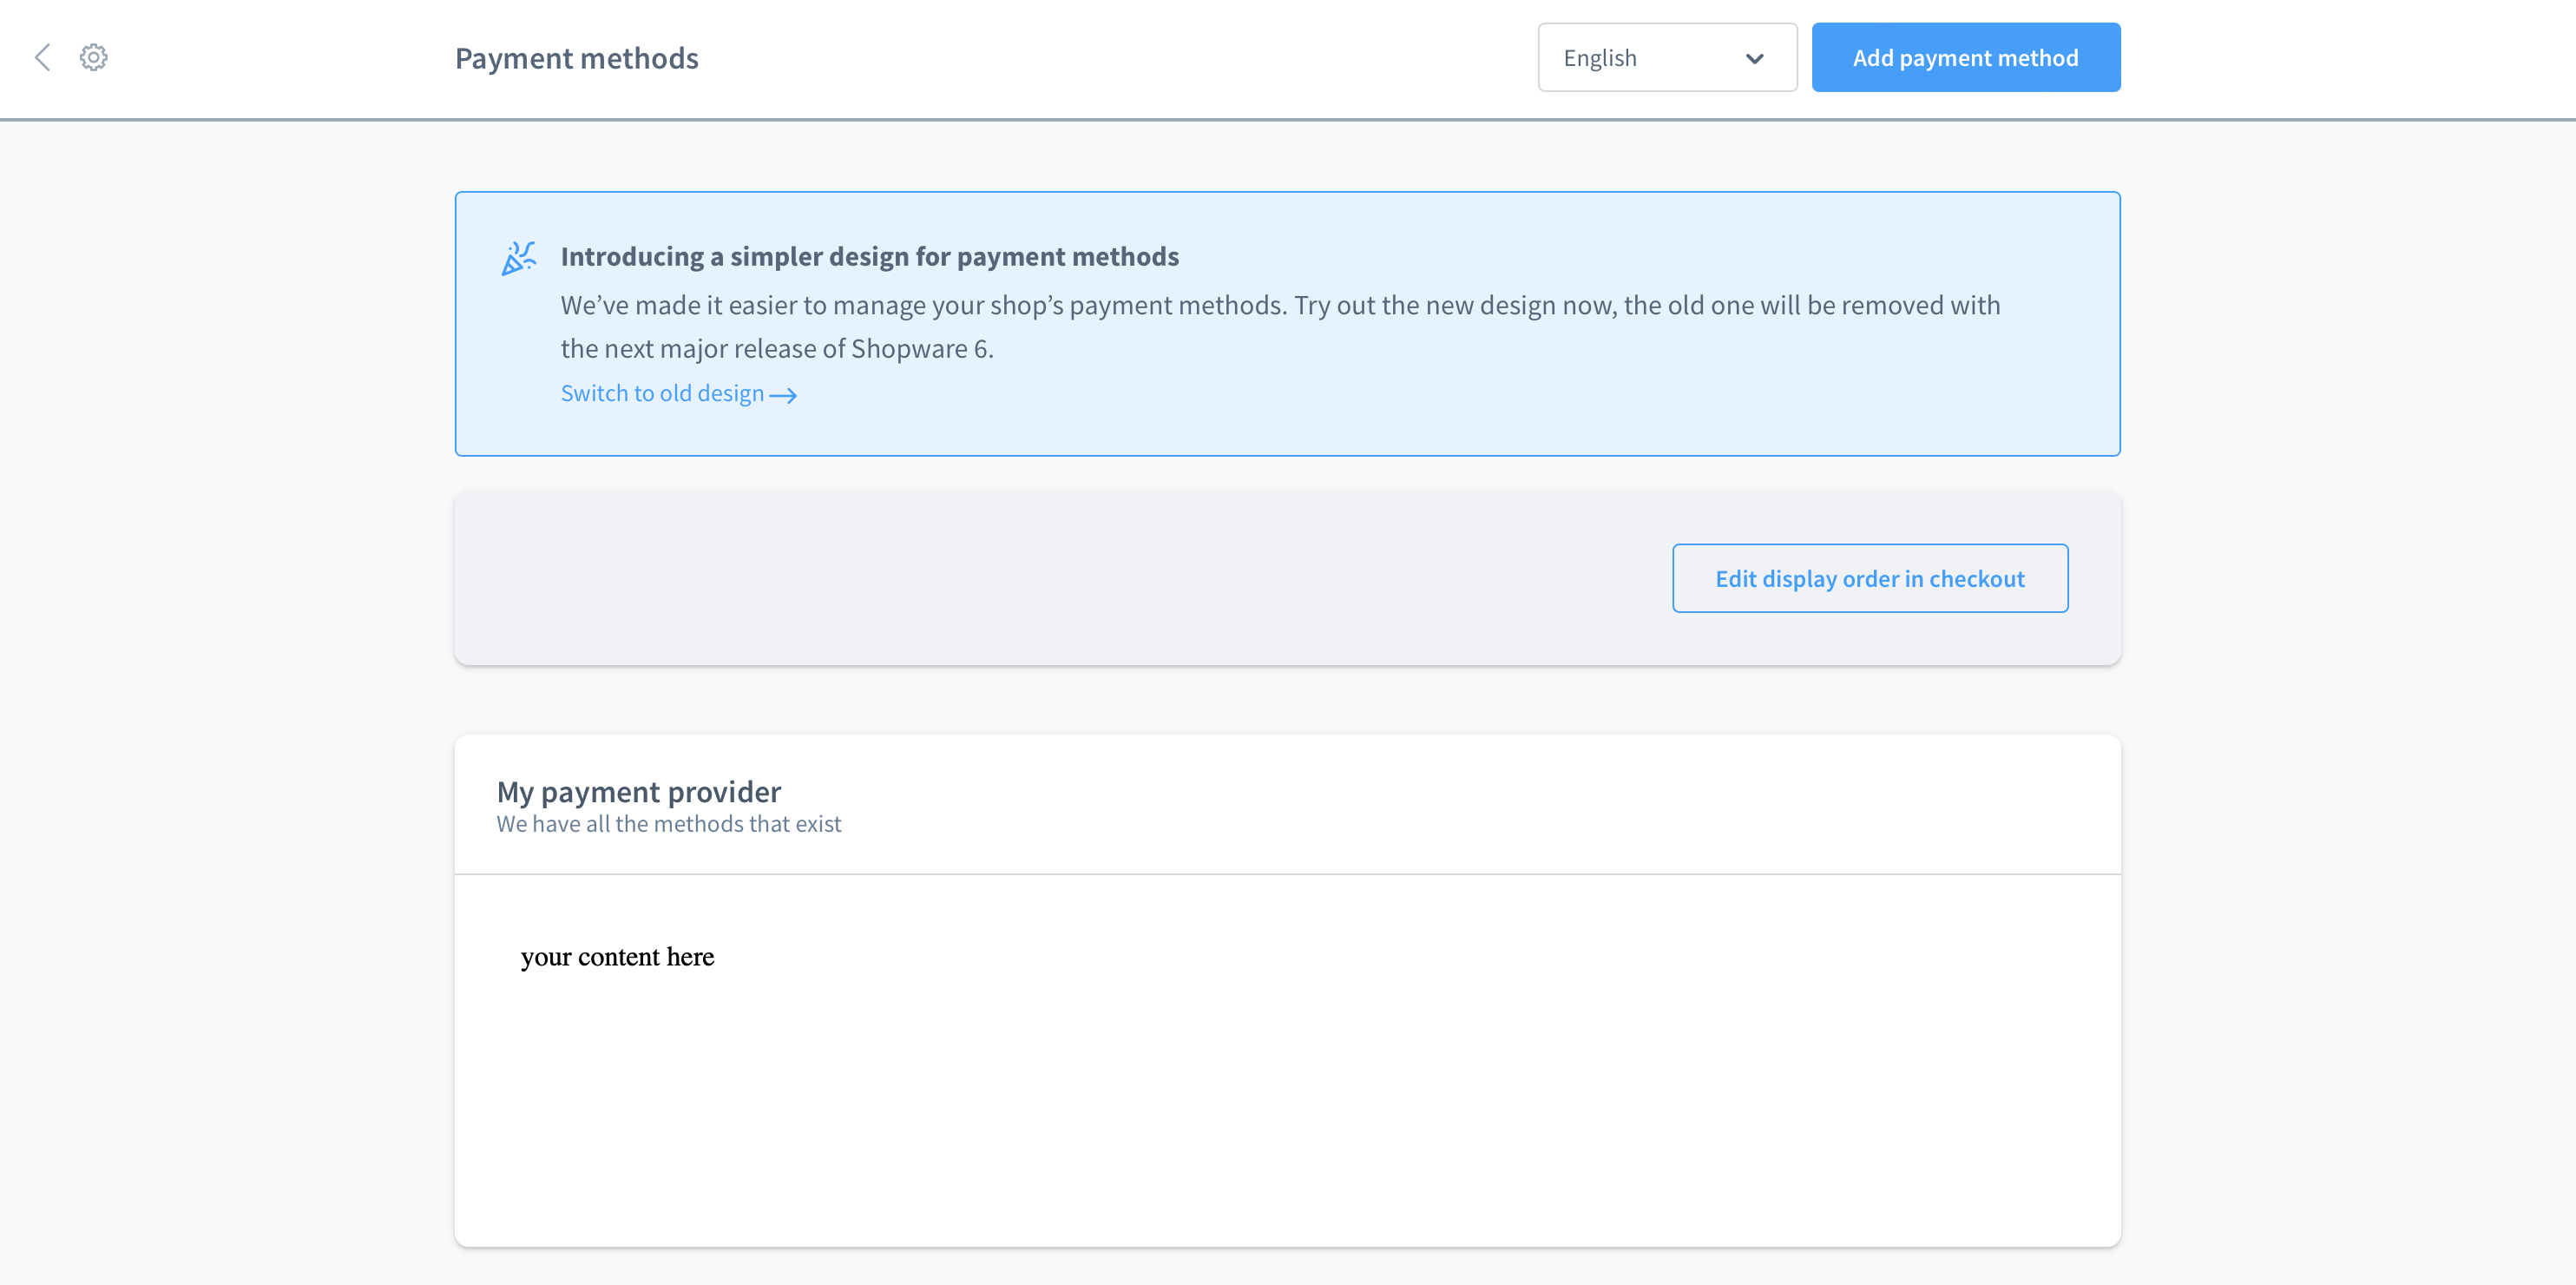 Payment methods
English
Add payment method
Introducing a simpler design for payment methods
We’ve made it easier to manage your shop’s payment methods. Try out the new design now, the old one will be removed with
the next major release of Shopware 6.
Switch to old design
Edit display order in checkout
My payment provider
We have all the methods that exist
your content here